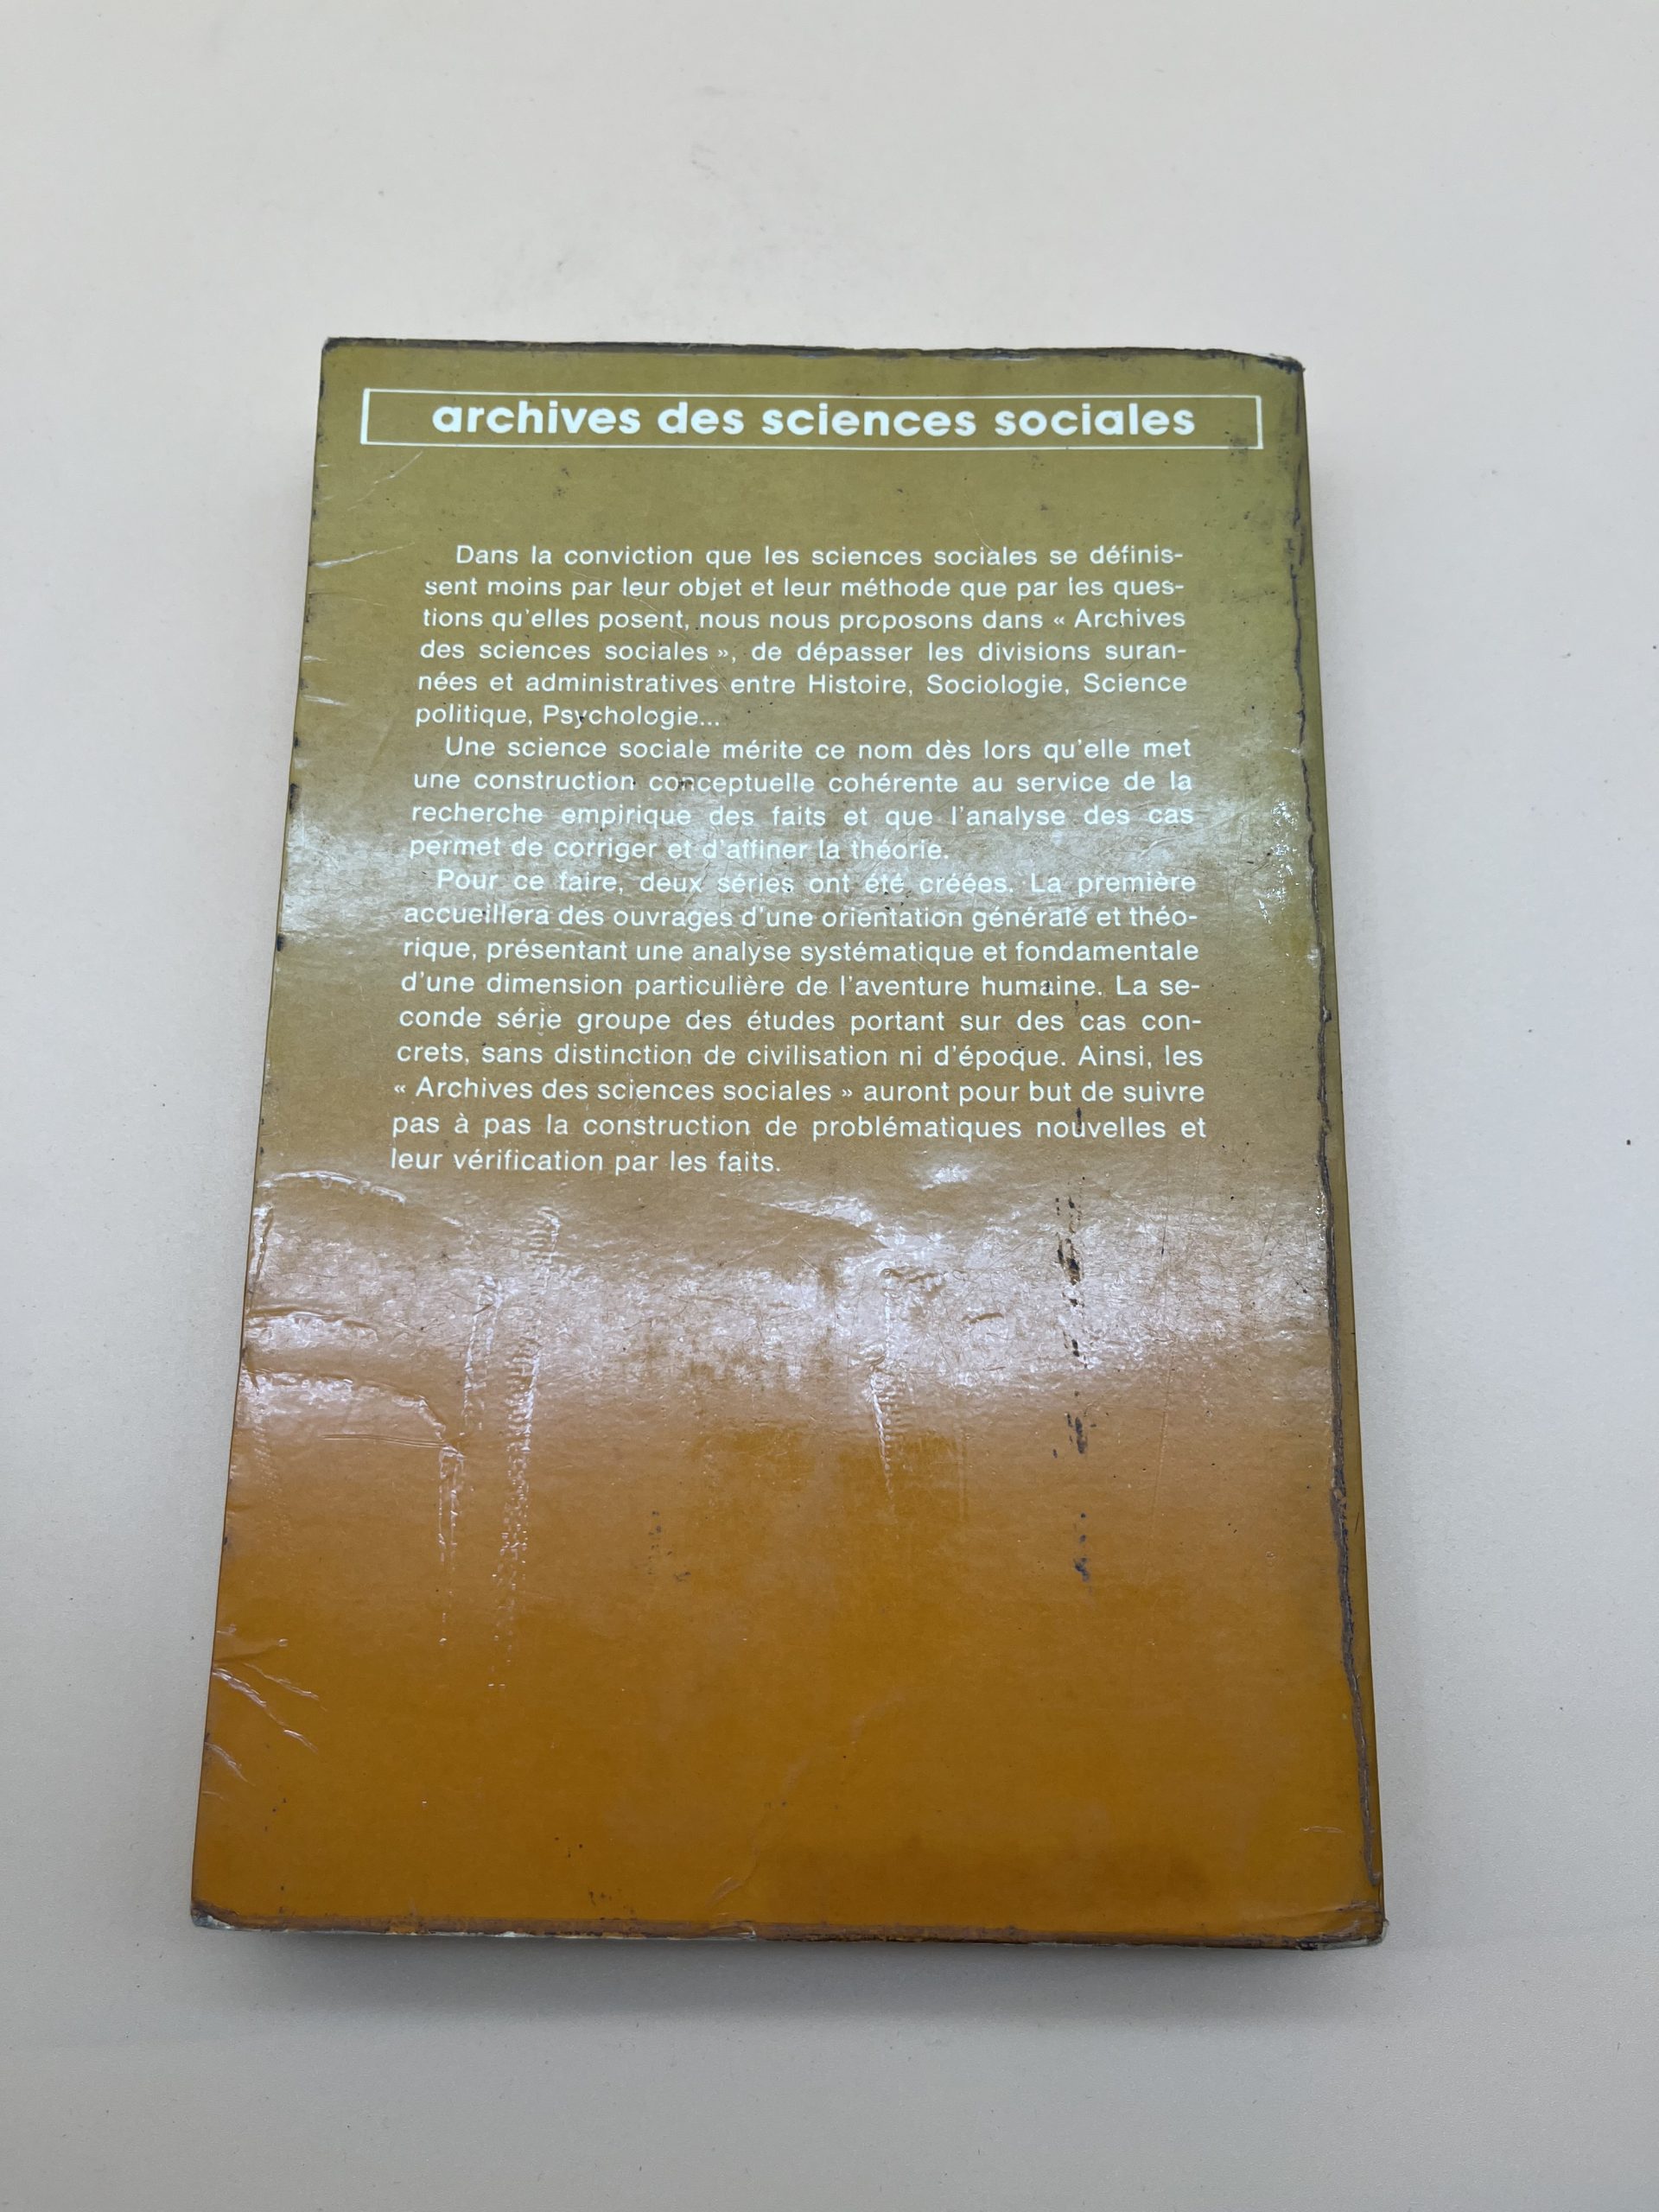 archives des sciences sociales
Dans la conviction que les sciences sociales se définis-
sent moins par leur objet et leur méthode que par les ques-
tions qu'elles posent, nous nous proposons dans « Archives
des sciences sociales », de dépasser les divisions suran-
nées et administratives entre Histoire, Sociologie, Science
politique, Psychologie...
Une science sociale mérite ce nom dès lors qu'elle met
une construction conceptuelle cohérente au service de la
recherche empirique des faits et que l'analyse des cas
permet de corriger et d'affiner la théorie.
Pour ce faire, deux séries ont été créées. La première
accueillera des ouvrages d'une orientation générale et théo-
rique, présentant une analyse systématique et fondamentale
d'une dimension particulière de l'aventure humaine. La se-
conde série groupe des études portant sur des cas con-
crets, sans distinction de civilisation ni d'époque. Ainsi, les
« Archives des sciences sociales » auront pour but de suivre
pas à pas la construction de problématiques nouvelles et
leur vérification par les faits.